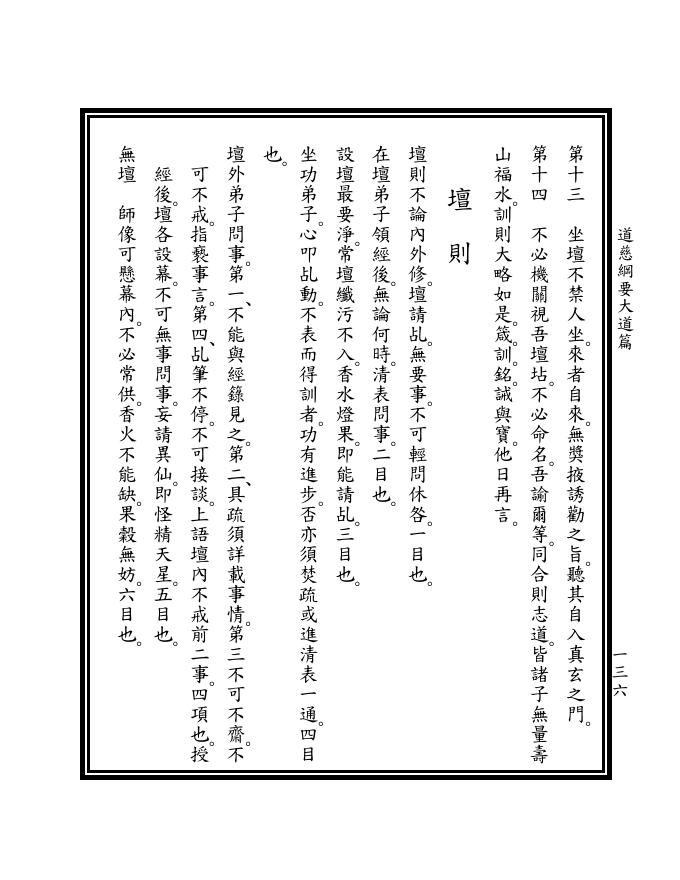 道慈綱要大道篇
一三六
第十三　坐壇不禁人坐。來者自來。無獎掖誘勸之旨。聽其自入真玄之門。
第十四　不必機關視吾壇坫。不必命名。吾諭爾等。同合則志道。皆諸子無量壽
山福水。訓則大略如是。箴。訓。銘。誡與寶。他日再言。
壇則
壇則不論內外修。壇請乩。無要事。不可輕問休咎。一目也。
在壇弟子領經後。無論何時。清表問事。二目也。
設壇最要淨。常壇纖污不入。香水燈果。即能請乩。三目也。
坐功弟子。心叩乩動。不表而得訓者。功有進步。否亦須焚疏或進清表一通。四目
也。
壇外弟子問事。第一、不能與經籙見之。第二、具疏須詳載事情。第三不可不齋。不
可不戒。指褻事言。第四、乩筆不停。不可接談。上語壇內不戒前二事。四項也。授
經後。壇各設幕。不可無事問事。妄請異仙。即怪精天星。五目也。
無壇　師像可懸幕內。不必常供。香火不能缺。果穀無妨。六目也。